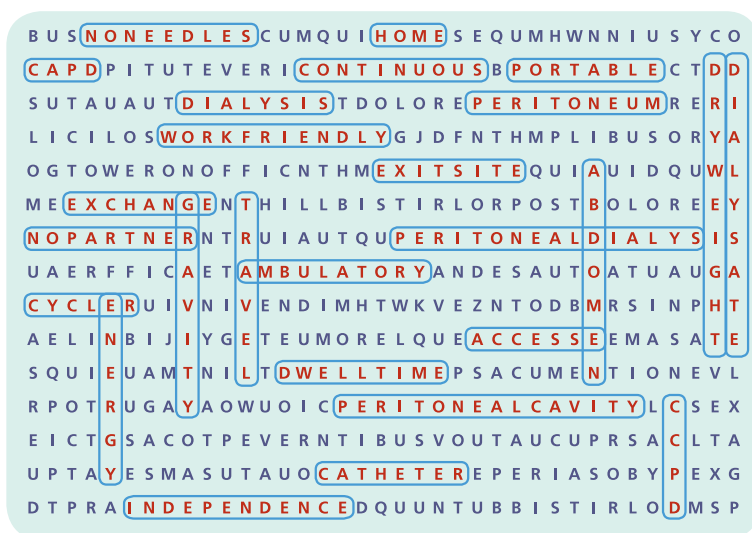 BUSNONEEDLESCUMQUIHOMESEQUMHWNNIUSYCO
CAPDPITUTEVERICONTINUOUSBPORTABLECTDD
SUTAUAUTDIALYSISTDOLOREPERITONEUMRERI
LICILOSWORKFRIENDLYGJDFNTHMPLIBUSORYA
OGTOWERONOFFICNTHMEXITSITEQUIAUIDQUWL
MEEXCHANGENTHILLBISTIRLORPOSTBOLOREEY
NOPARTNERNTRUIAUTQUPERITONEALDIALYSIS
UAERFFICAETAMBULATORYANDESAUTOATUAUGA
CYCLERUIVNIVENDIMHTWKVEZNTODBMRSINPHT
AELINBIJIYGETEUMORELQUEACCESSEEMASATE
SQUIEUAMTNILTDWELLTIMEPSACUMENTIONEVL
RPOTRUGAYAOWUOICPERITONEALCAVITYLCSEX
EICTGSACOTPEVERNTIBUSVOUTAUCUPRSACLTA
UPTAYESMASUTAUOCATHETEREPERIASOBYPEXG
DTPRAINDEPENDENCEDQUUNTUBBISTIRLODMSP